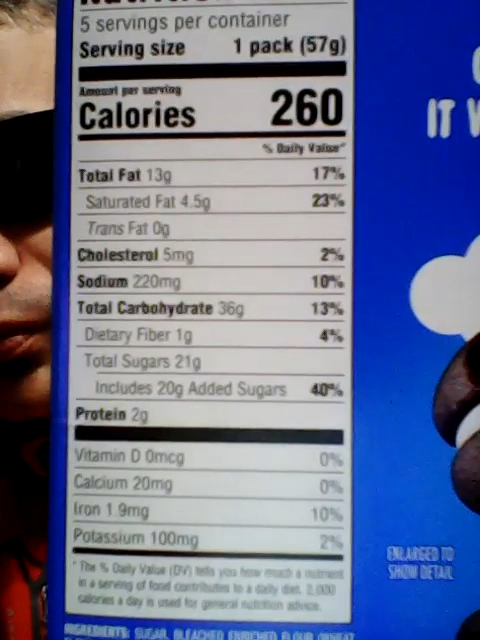 5 servings per container
Serving size 1 pack (57g)
Amount per serving
Calories 260
% Daily Value*
Total Fat 13g 17%
Saturated Fat 4.5g 23%
Trans Fat 0g
Cholesterol 5mg 2%
Sodium 220mg 10%
Total Carbohydrate 36g 13%
Dietary Fiber 1g 4%
Total Sugars 21g
Includes 20g Added Sugars 40%
Protein 2g
Vitamin D 0mcg 0%
Calcium 20mg 0%
Iron 1.9mg 10%
Potassium 100mg 2%
* The % Daily Value (DV) tells you how much a nutrient
in a serving of food contributes to a daily diet. 2,000
calories a day is used for general nutrition advice.
INGREDIENTS: SUGAR, BLEACHED ENRICHED FLOUR (WHEAT
IT
ENLARGED TO
SHOW DETAIL